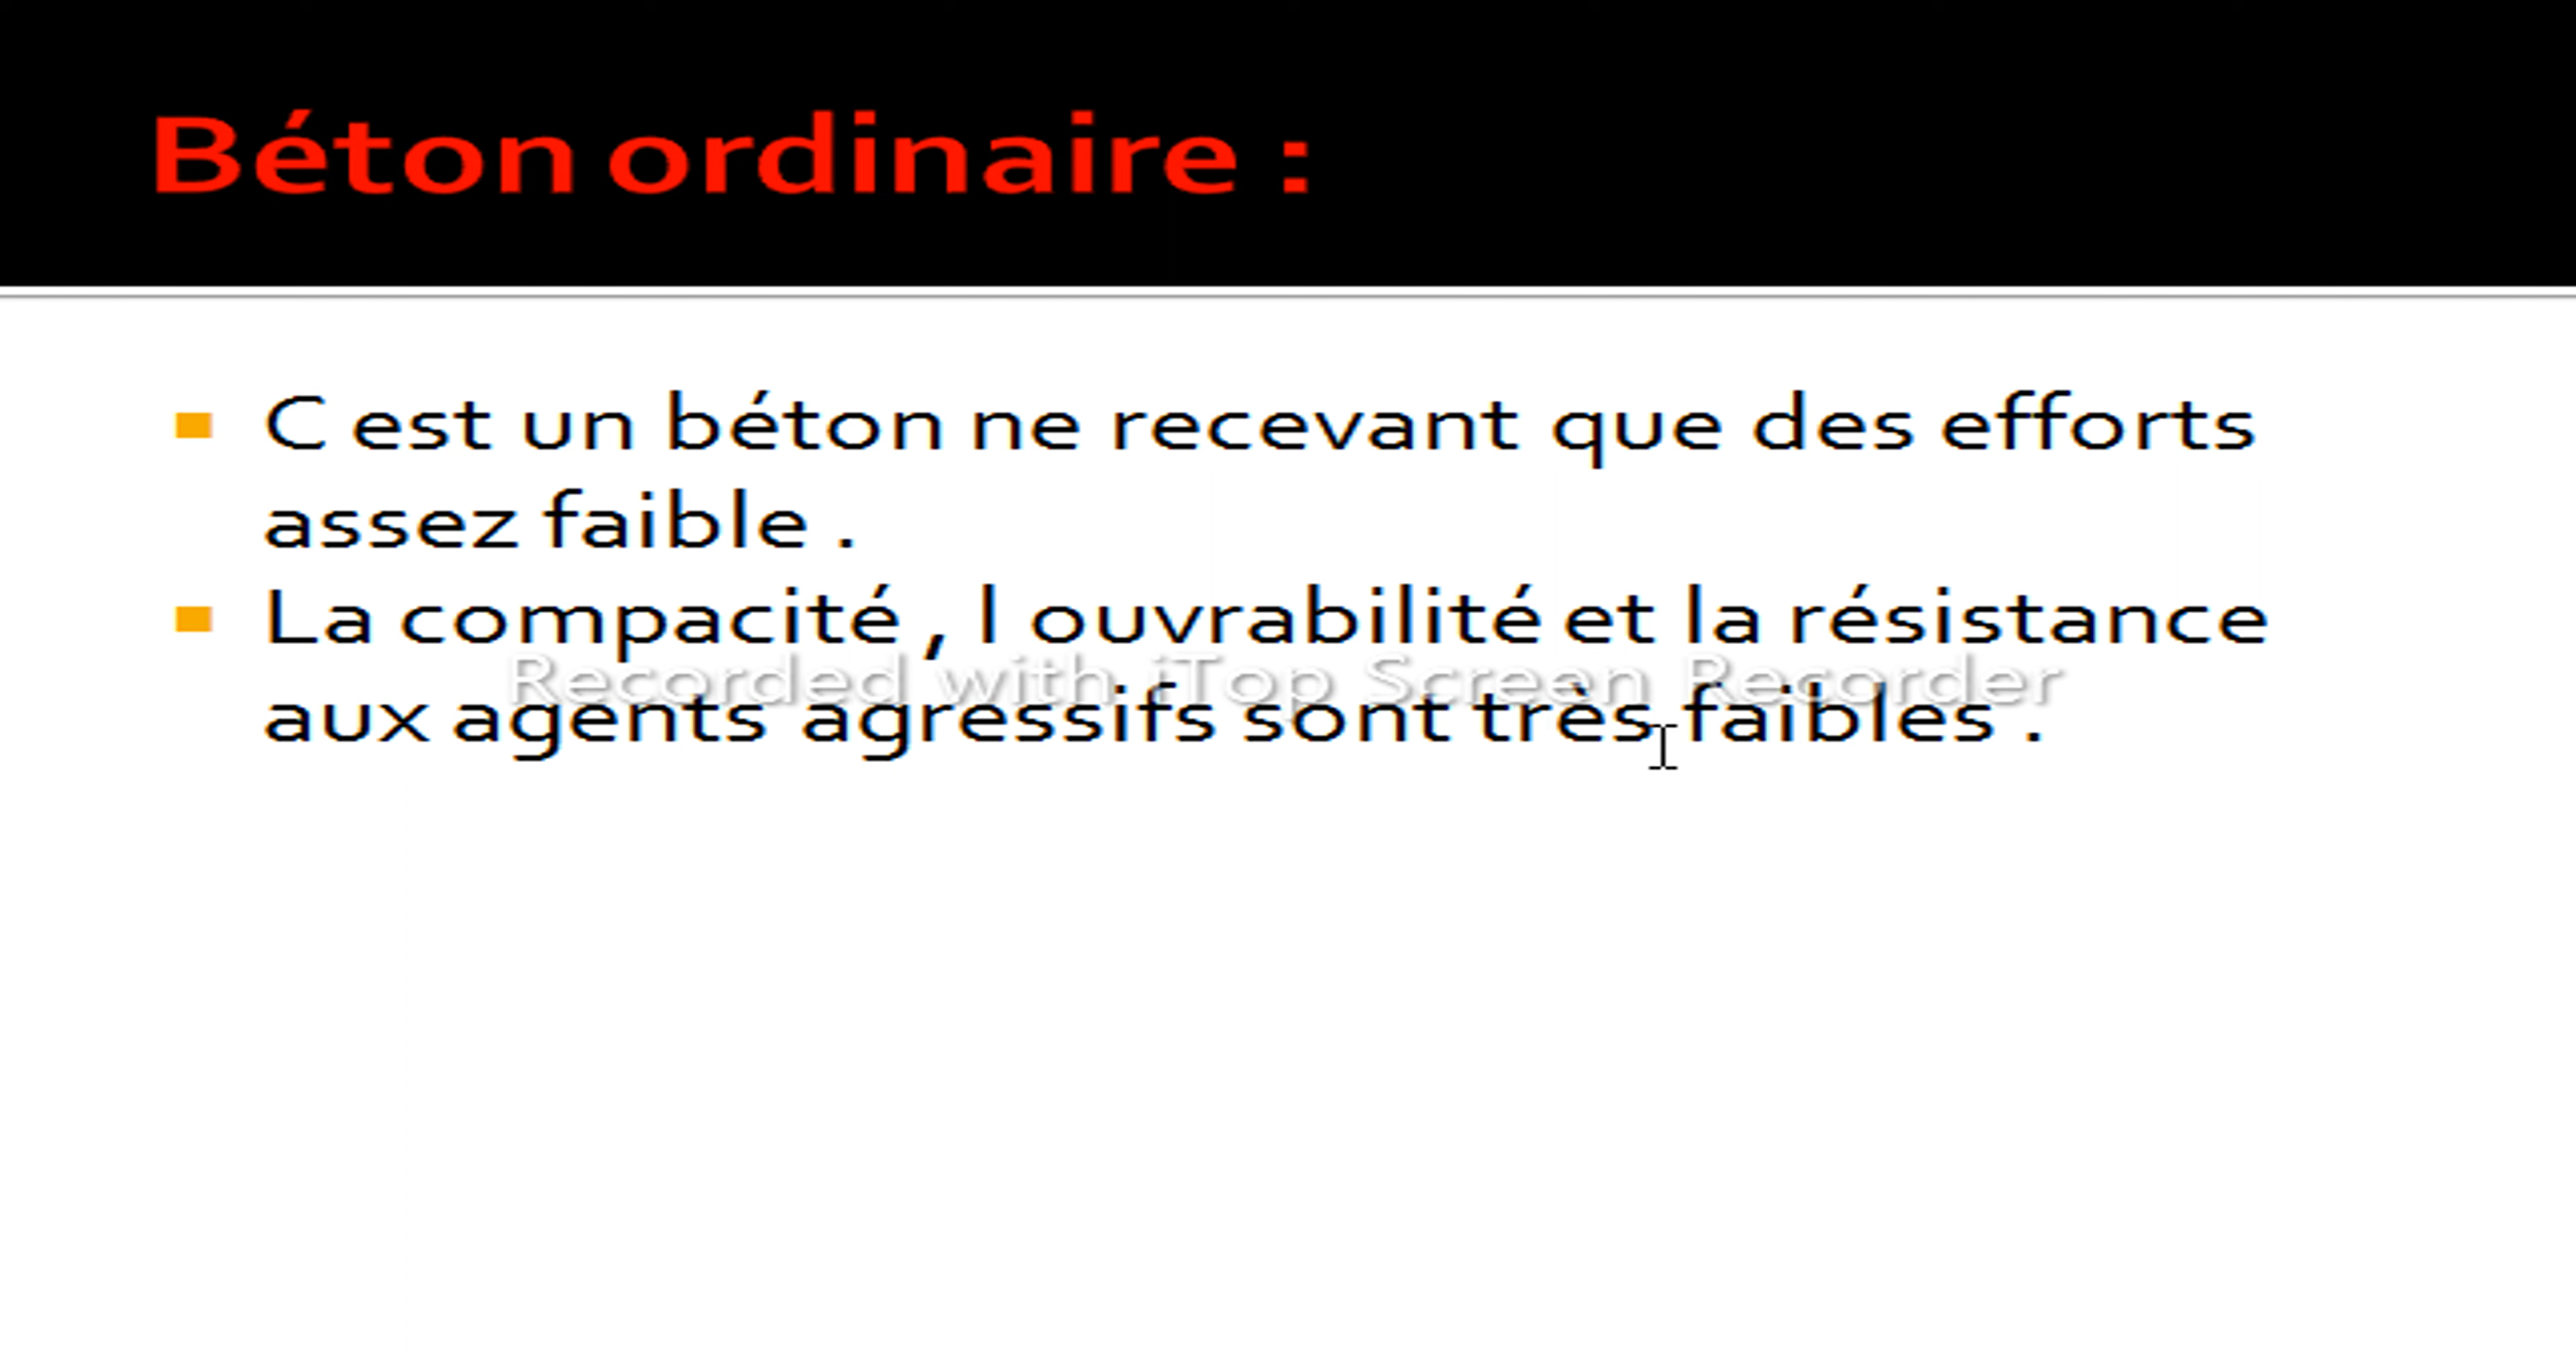 Béton ordinaire :
C est un béton ne recevant que des efforts
assez faible .
La compacité , l ouvrabilité et la résistance
Recorded with iTop Screen Recorder
aux agents agressifs sont très faibles .